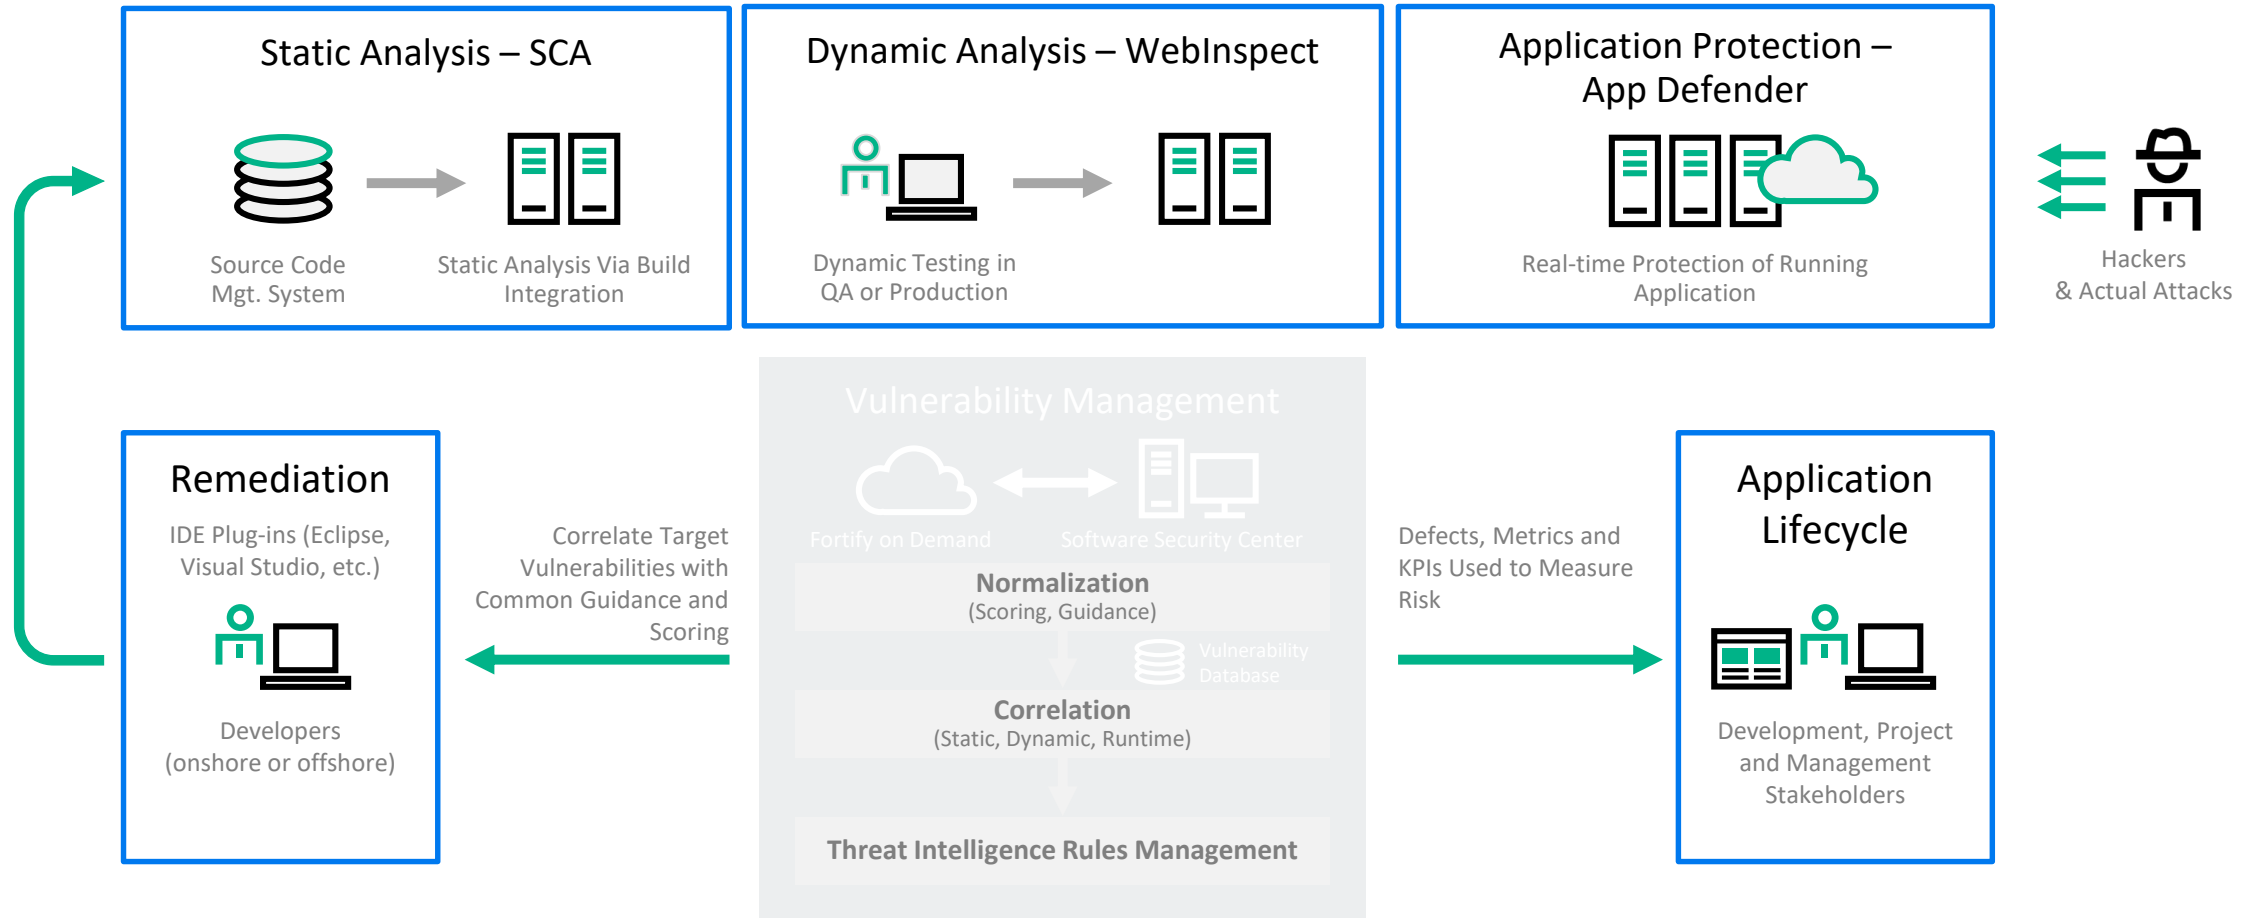 Static Analysis – SCA
Source Code
Mgt. System
Static Analysis Via Build
Integration
Dynamic Analysis – WebInspect
Dynamic Testing in
QA or Production
Application Protection –
App Defender
Real-time Protection of Running
Application
Hackers
& Actual Attacks
Remediation
IDE Plug-ins (Eclipse,
Visual Studio, etc.)
Developers
(onshore or offshore)
Correlate Target
Vulnerabilities with
Common Guidance and
Scoring
Vulnerability Management
Fortify on Demand
Software Security Center
Normalization
(Scoring, Guidance)
Vulnerability
Database
Correlation
(Static, Dynamic, Runtime)
Threat Intelligence Rules Management
Defects, Metrics and
KPIs Used to Measure
Risk
Application
Lifecycle
Development, Project
and Management
Stakeholders